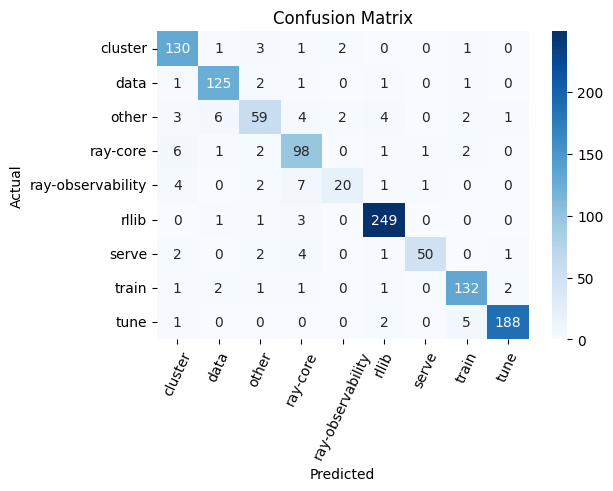 Confusion Matrix
cluster 130 1 3 1 2 0 0 1 0
data 1 125 2 1 0 1 0 1 0
other 3 6 59 4 2 4 0 2 1
ray-core 6 1 2 98 0 1 1 2 0
ray-observability 4 0 2 7 20 1 1 0 0
rllib 0 1 1 3 0 249 0 0 0
serve 2 0 2 4 0 1 50 0 1
train 1 2 1 1 0 1 0 132 2
tune 1 0 0 0 0 2 0 5 188
cluster data other ray-core ray-observability rllib serve train tune
Predicted
Actual
200
150
100
50
0